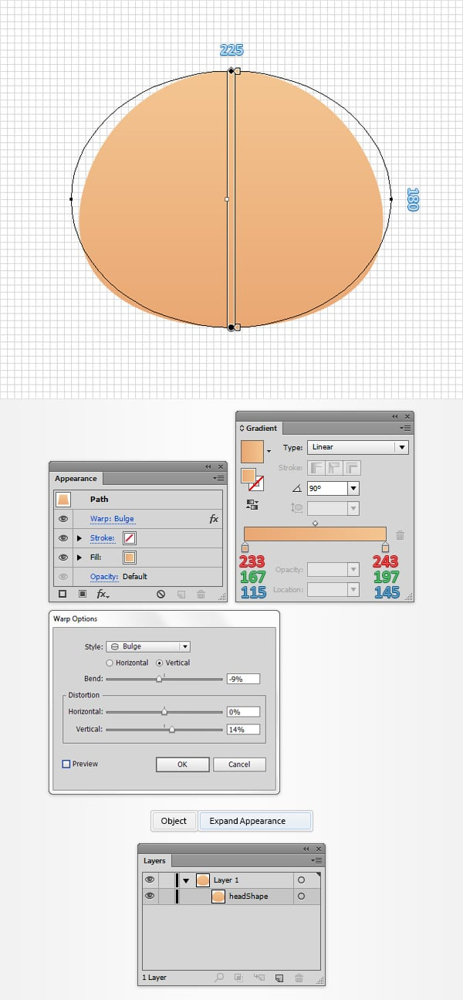 225
180
Gradient
Type: Linear
Stroke:
90°
233
167
115
243
197
145
Opacity:
Location:
Appearance
Path
Warp: Bulge fx
Stroke:
Fill:
Opacity: Default
fx
Warp Options
Style: Bulge
Horizontal Vertical
Bend: -9%
Distortion
Horizontal: 0%
Vertical: 14%
Preview OK Cancel
Object Expand Appearance
Layers
Layer 1
headShape
1 Layer